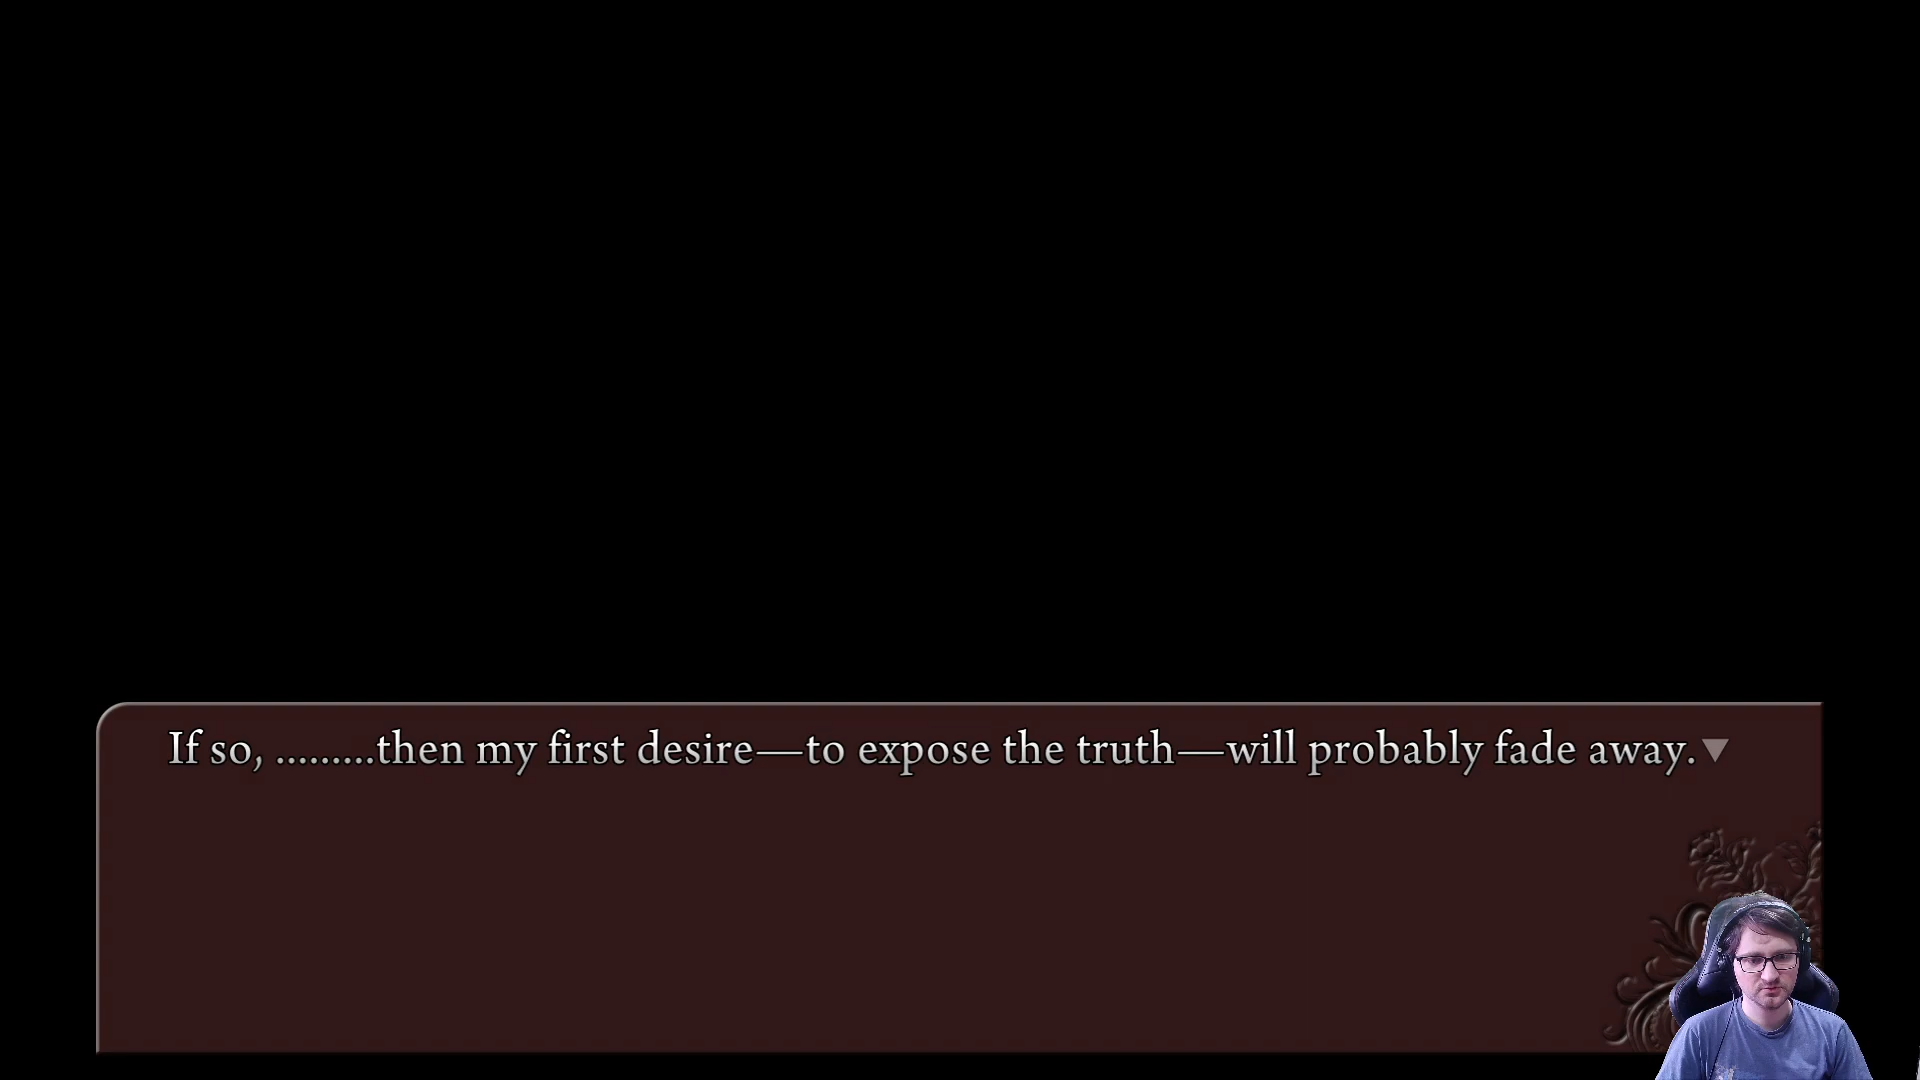 If so, .........then my first desire—to expose the truth—will probably fade away.